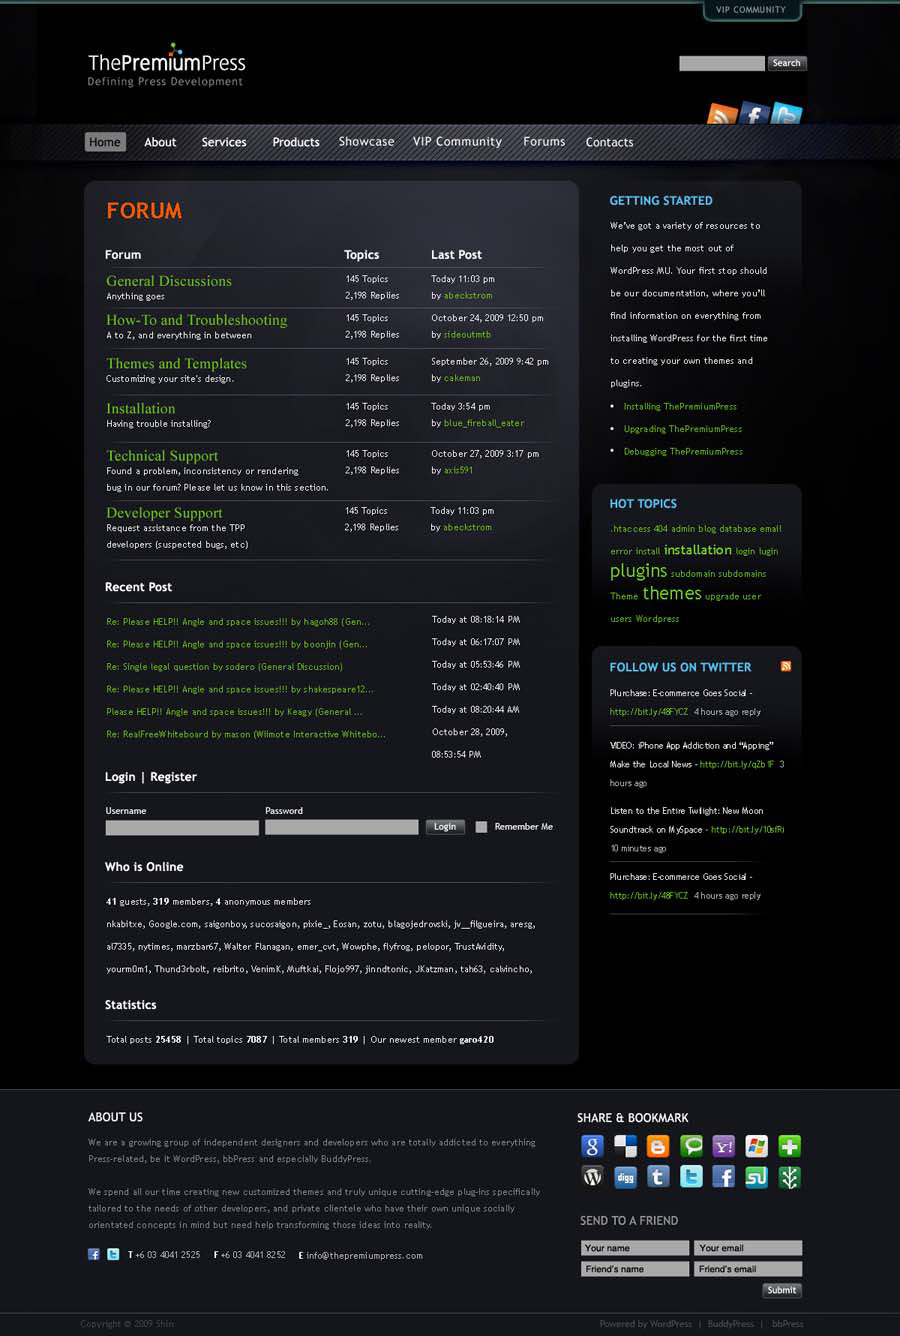 VIP COMMUNITY
ThePremiumPress
Defining Press Development
Search
Home About Services Products Showcase VIP Community Forums Contacts
FORUM
Forum Topics Last Post
General Discussions 145 Topics Today 11:03 pm
Anything goes 2,198 Replies by abeckstrom
How-To and Troubleshooting 145 Topics October 24, 2009 12:50 pm
A to Z, and everything in between 2,198 Replies by sideoutmtb
Themes and Templates 145 Topics September 26, 2009 9:42 pm
Customizing your site's design. 2,198 Replies by cakeman
Installation 145 Topics Today 3:54 pm
Having trouble installing? 2,198 Replies by blue_fireball_eater
Technical Support 145 Topics October 27, 2009 3:17 pm
Found a problem, inconsistency or rendering 2,198 Replies by axis591
bug in our forum? Please let us know in this section.
Developer Support 145 Topics Today 11:03 pm
Request assistance from the TPP 2,198 Replies by abeckstrom
developers (suspected bugs, etc)
Recent Post
Re: Please HELP!! Angle and space issues!!! by hagoh88 (Gen... Today at 08:18:14 PM
Re: Please HELP!! Angle and space issues!!! by boonjin (Gen... Today at 06:17:07 PM
Re: Single legal question by sodero (General Discussion) Today at 05:53:46 PM
Re: Please HELP!! Angle and space issues!!! by shakespeare12... Today at 02:40:40 PM
Please HELP!! Angle and space issues!!! by Keagy (General ... Today at 08:20:44 AM
Re: RealFreeWhiteboard by mason (Wiimote Interactive Whitebo... October 28, 2009,
08:53:54 PM
Login | Register
Username Password
Login Remember Me
Who is Online
41 guests, 319 members, 4 anonymous members
nkabitxe, Google.com, saigonboy, sucosaigon, pixie_, Eosan, zotu, blagojedrovski, jv__filgueira, aresg,
al7335, nytimes, marzbar67, Walter Flanagan, emer_cvt, Wowphe, flyfrog, pelopor, TrustAvidity,
yourm0m1, Thund3rbolt, reibrito, VenimK, Muftkai, Flojo997, jinndtonic, JKatzman, tah63, calvincho,
Statistics
Total posts 25458 | Total topics 7087 | Total members 319 | Our newest member garo420
GETTING STARTED
We've got a variety of resources to
help you get the most out of
WordPress MU. Your first stop should
be our documentation, where you'll
find information on everything from
installing WordPress for the first time
to creating your own themes and
plugins.
• Installing ThePremiumPress
• Upgrading ThePremiumPress
• Debugging ThePremiumPress
HOT TOPICS
.htaccess 404 admin blog database email
error install installation login lugin
plugins subdomain subdomains
Theme themes upgrade user
users Wordpress
FOLLOW US ON TWITTER
Plurchase: E-commerce Goes Social -
http://bit.ly/48FYCZ 4 hours ago reply
VIDEO: iPhone App Addiction and "Apping"
Make the Local News - http://bit.ly/qZb1F 3
hours ago
Listen to the Entire Twilight: New Moon
Soundtrack on MySpace - http://bit.ly/10sfRi
10 minutes ago
Plurchase: E-commerce Goes Social -
http://bit.ly/48FYCZ 4 hours ago reply
ABOUT US
We are a growing group of independent designers and developers who are totally addicted to everything
Press-related, be it WordPress, bbPress and especially BuddyPress.
We spend all our time creating new customized themes and truly unique cutting-edge plug-ins specifically
tailored to the needs of other developers, and private clientele who have their own unique socially
orientated concepts in mind but need help transforming those ideas into reality.
T +6 03 4041 2525 F +6 03 4041 8252 E info@thepremiumpress.com
SHARE & BOOKMARK
digg
SEND TO A FRIEND
Your name Your email
Friend's name Friend's email
Submit
Copyright © 2009 Shin Powered by WordPress | BuddyPress | bbPress